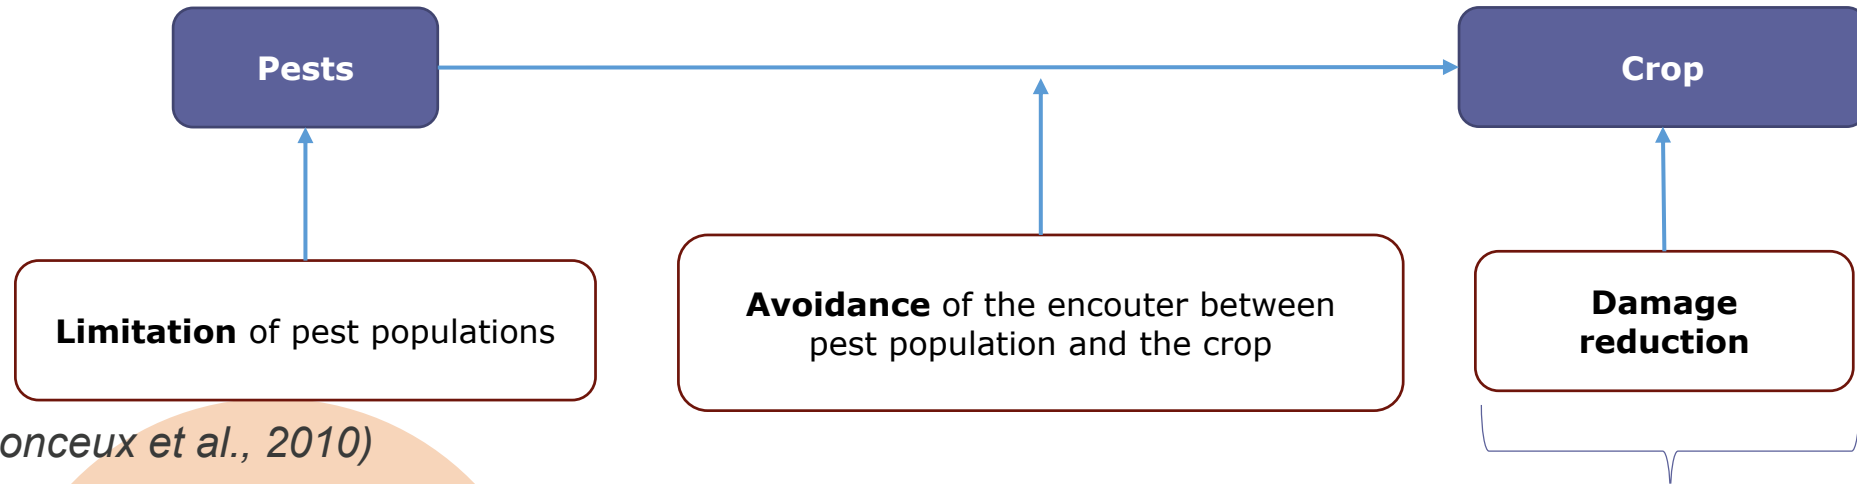 Pests
Crop
Limitation of pest populations
Avoidance of the encouter between
pest population and the crop
Damage
reduction
onceux et al., 2010)